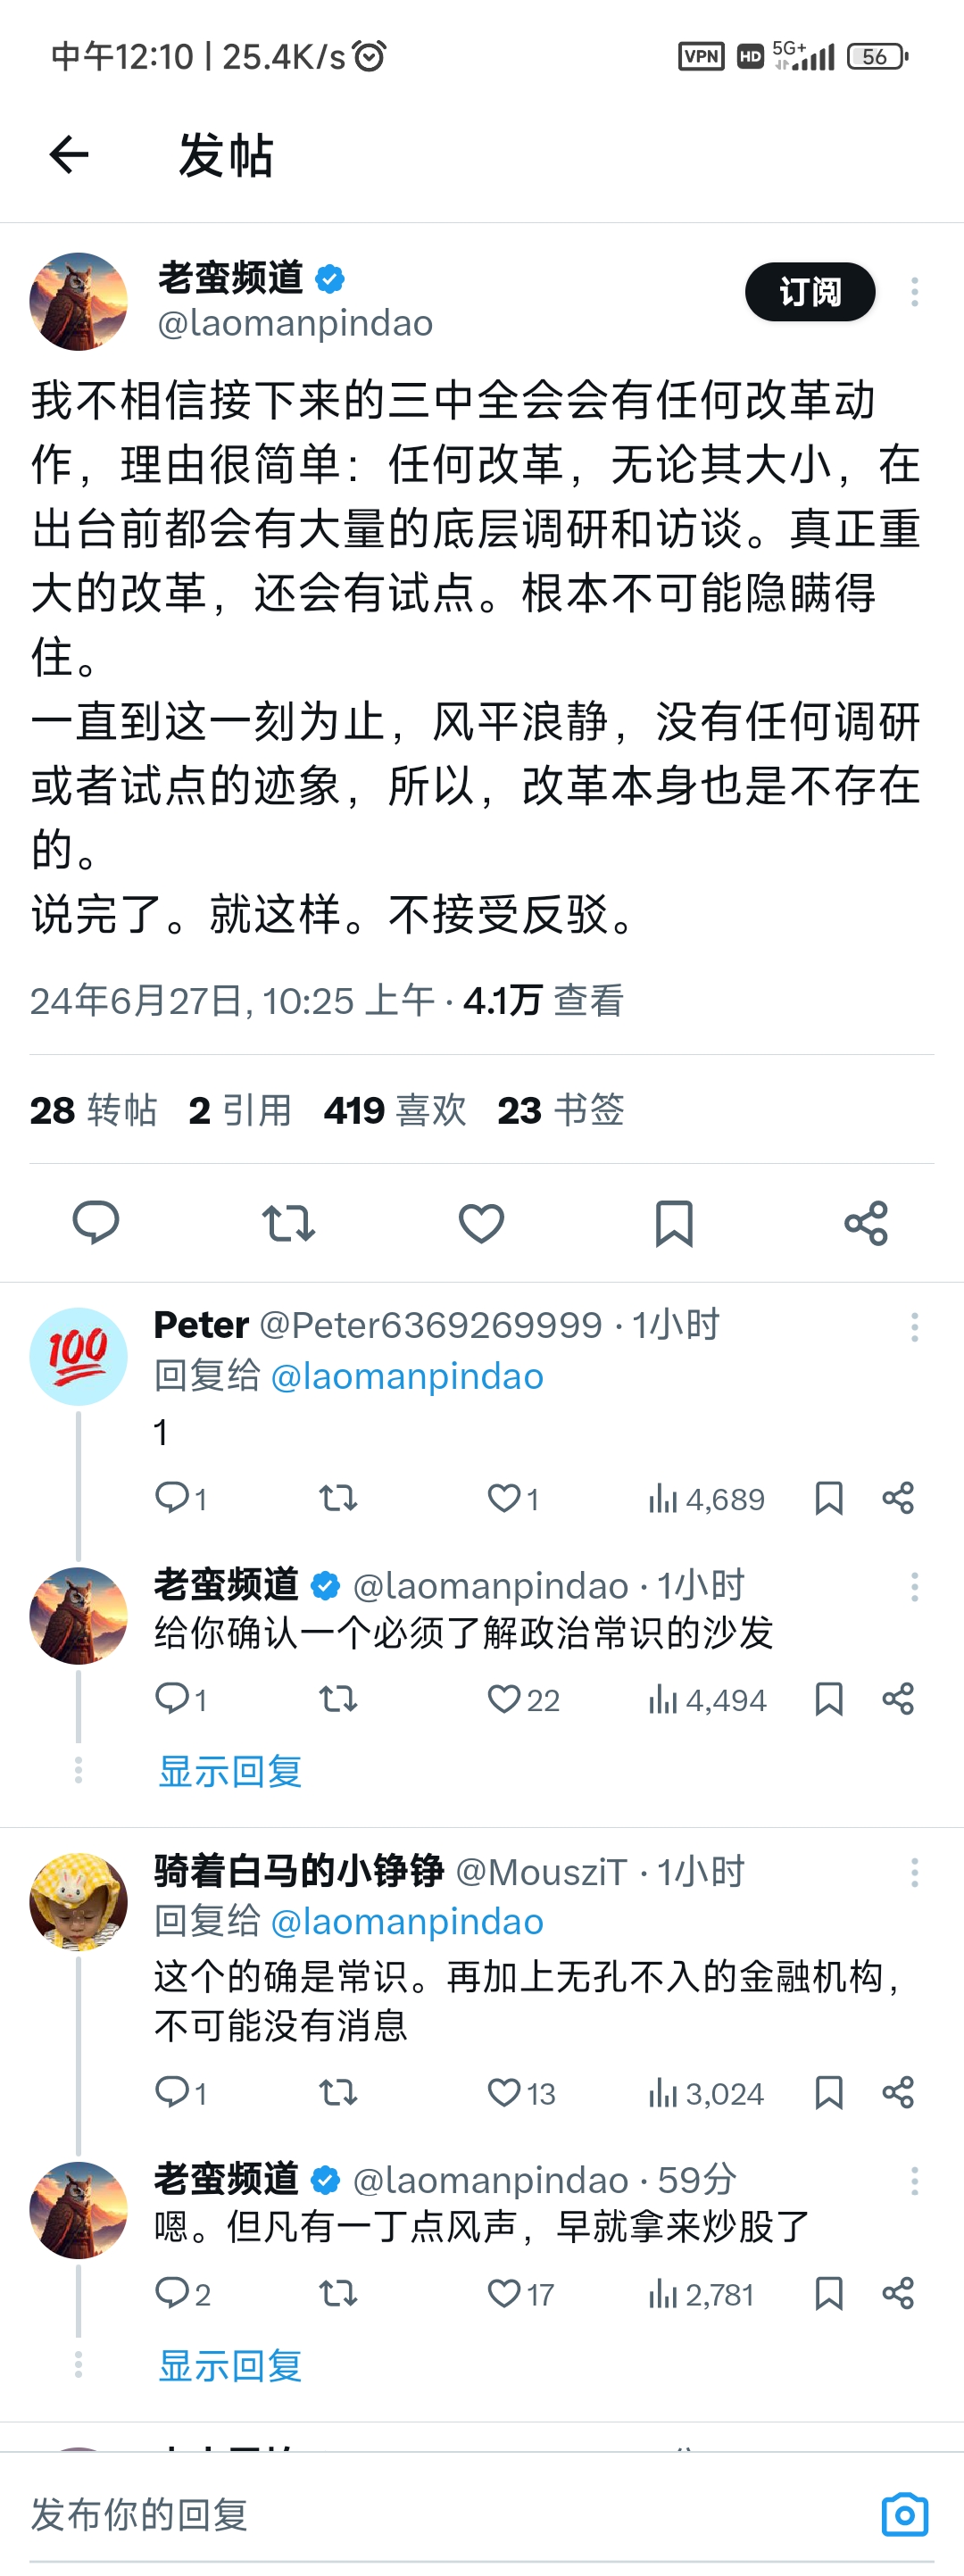 中午12:10 | 25.4K/s
VPN HD 5G+ 56
发帖
老蛮频道
@laomanpindao
订阅
我不相信接下来的三中全会会有任何改革动
作，理由很简单：任何改革，无论其大小，在
出台前都会有大量的底层调研和访谈。真正重
大的改革，还会有试点。根本不可能隐瞒得
住。
一直到这一刻为止，风平浪静，没有任何调研
或者试点的迹象，所以，改革本身也是不存在
的。
说完了。就这样。不接受反驳。
24年6月27日, 10:25 上午 · 4.1万 查看
28 转帖 2 引用 419 喜欢 23 书签
100
Peter @Peter6369269999 · 1小时
回复给 @laomanpindao
1
1 1 4,689
老蛮频道 @laomanpindao · 1小时
给你确认一个必须了解政治常识的沙发
1 22 4,494
显示回复
骑着白马的小铮铮 @MousziT · 1小时
回复给 @laomanpindao
这个的确是常识。再加上无孔不入的金融机构，
不可能没有消息
1 13 3,024
老蛮频道 @laomanpindao · 59分
嗯。但凡有一丁点风声，早就拿来炒股了
2 17 2,781
显示回复
发布你的回复